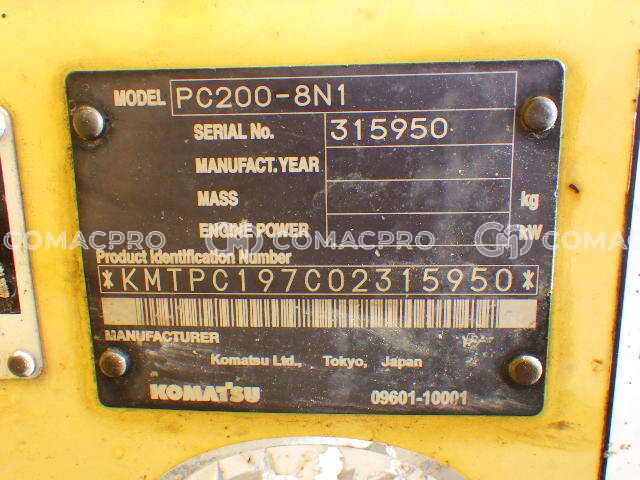 MODEL PC200-8N1
SERIAL No. 315950
MANUFACT.YEAR
MASS kg
ENGINE POWER kW
COMACPRO COMACPRO
Product Identification Number
*KMTPC197C02315950*
MANUFACTURER
Komatsu Ltd., Tokyo, Japan
KOMATSU 09601-10001